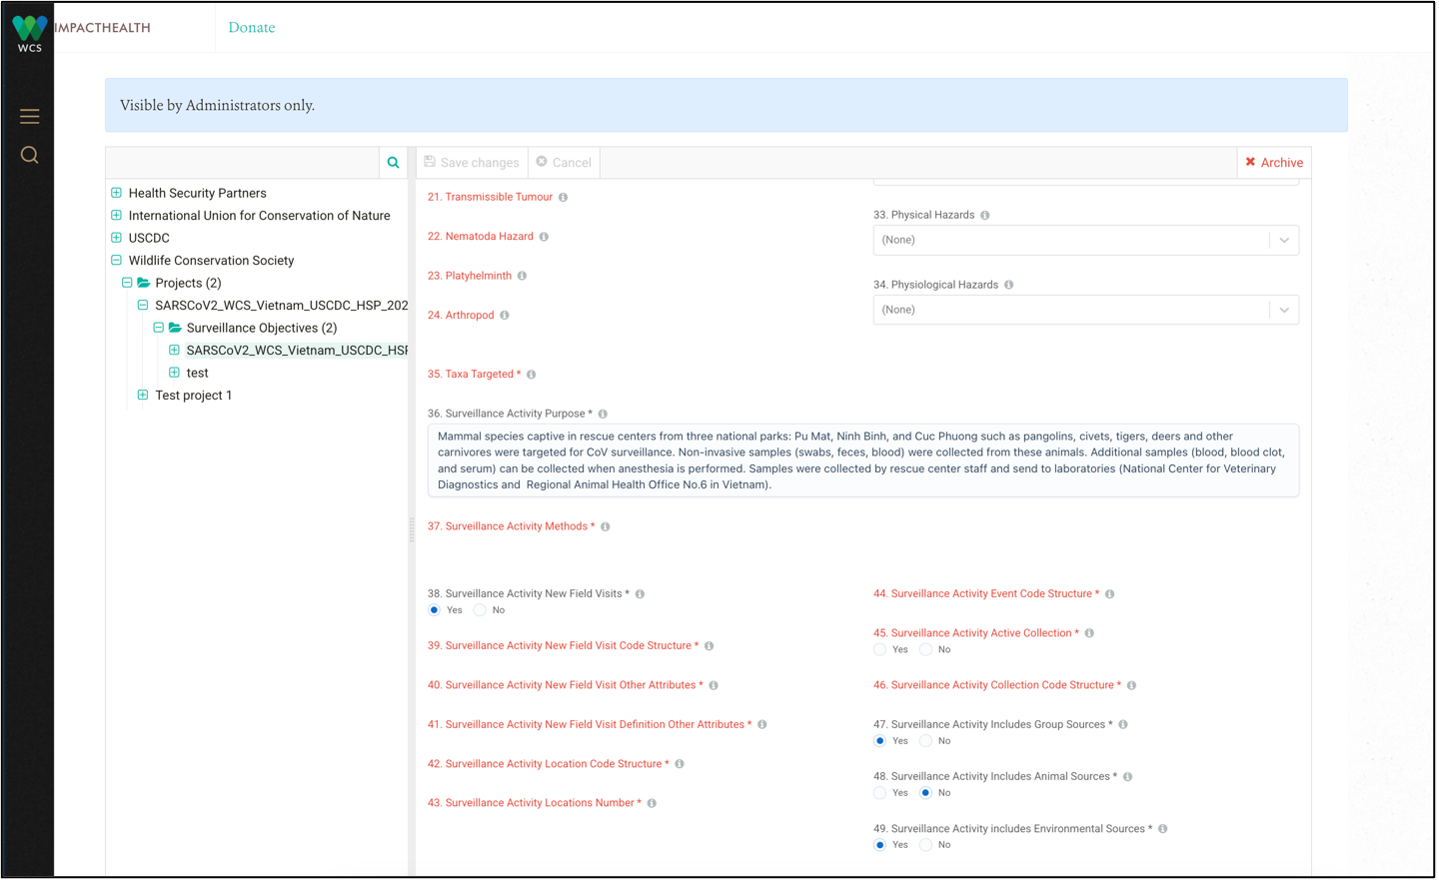 WCS
IMPACTHEALTH
Donate
Visible by Administrators only.
Save changes
Cancel
Archive
Health Security Partners
International Union for Conservation of Nature
USCDC
Wildlife Conservation Society
Projects (2)
SARSCoV2_WCS_Vietnam_USCDC_HSP_202
Surveillance Objectives (2)
SARSCoV2_WCS_Vietnam_USCDC_HSP
test
Test project 1
21. Transmissible Tumour
22. Nematoda Hazard
23. Platyhelminth
24. Arthropod
33. Physical Hazards
(None)
34. Physiological Hazards
(None)
35. Taxa Targeted *
36. Surveillance Activity Purpose *
Mammal species captive in rescue centers from three national parks: Pu Mat, Ninh Binh, and Cuc Phuong such as pangolins, civets, tigers, deers and other
carnivores were targeted for CoV surveillance. Non-invasive samples (swabs, feces, blood) were collected from these animals. Additional samples (blood, blood clot,
and serum) can be collected when anesthesia is performed. Samples were collected by rescue center staff and send to laboratories (National Center for Veterinary
Diagnostics and Regional Animal Health Office No.6 in Vietnam).
37. Surveillance Activity Methods *
38. Surveillance Activity New Field Visits *
Yes No
39. Surveillance Activity New Field Visit Code Structure *
40. Surveillance Activity New Field Visit Other Attributes *
41. Surveillance Activity New Field Visit Definition Other Attributes *
42. Surveillance Activity Location Code Structure *
43. Surveillance Activity Locations Number *
44. Surveillance Activity Event Code Structure *
45. Surveillance Activity Active Collection *
Yes No
46. Surveillance Activity Collection Code Structure *
47. Surveillance Activity Includes Group Sources *
Yes No
48. Surveillance Activity Includes Animal Sources *
Yes No
49. Surveillance Activity includes Environmental Sources *
Yes No